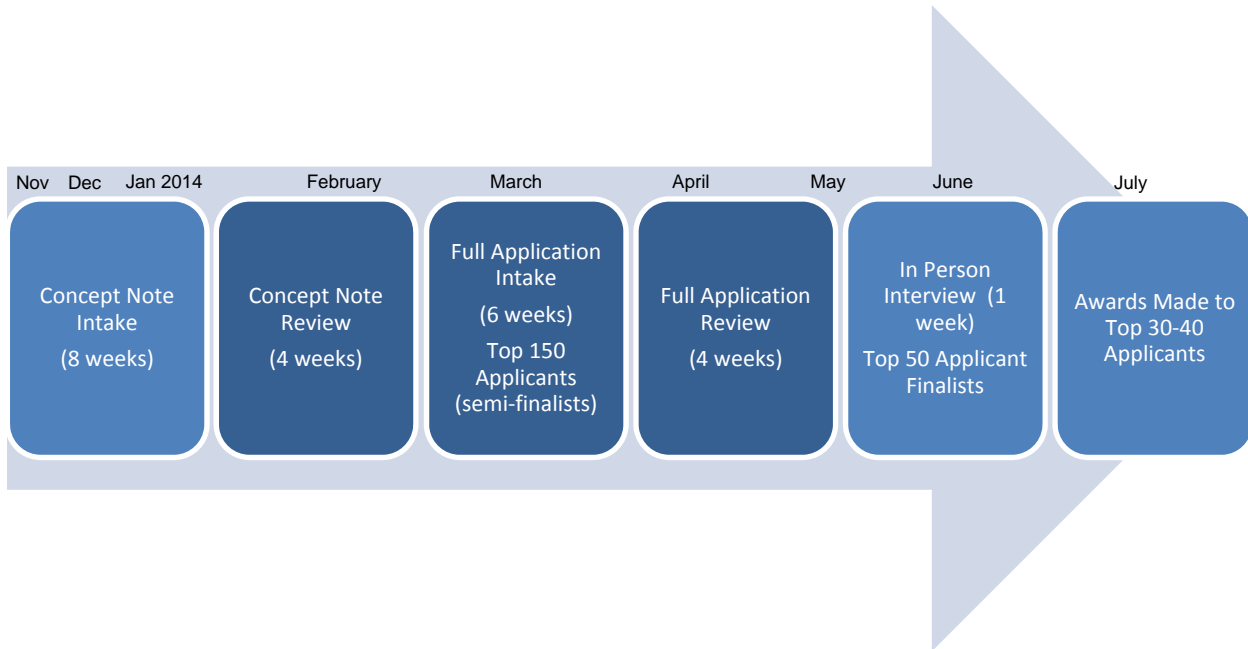 Nov Dec Jan 2014 February March April May June July
Concept Note
Intake
(8 weeks)
Concept Note
Review
(4 weeks)
Full Application
Intake
(6 weeks)
Top 150
Applicants
(semi-finalists)
Full Application
Review
(4 weeks)
In Person
Interview (1
week)
Top 50 Applicant
Finalists
Awards Made to
Top 30-40
Applicants